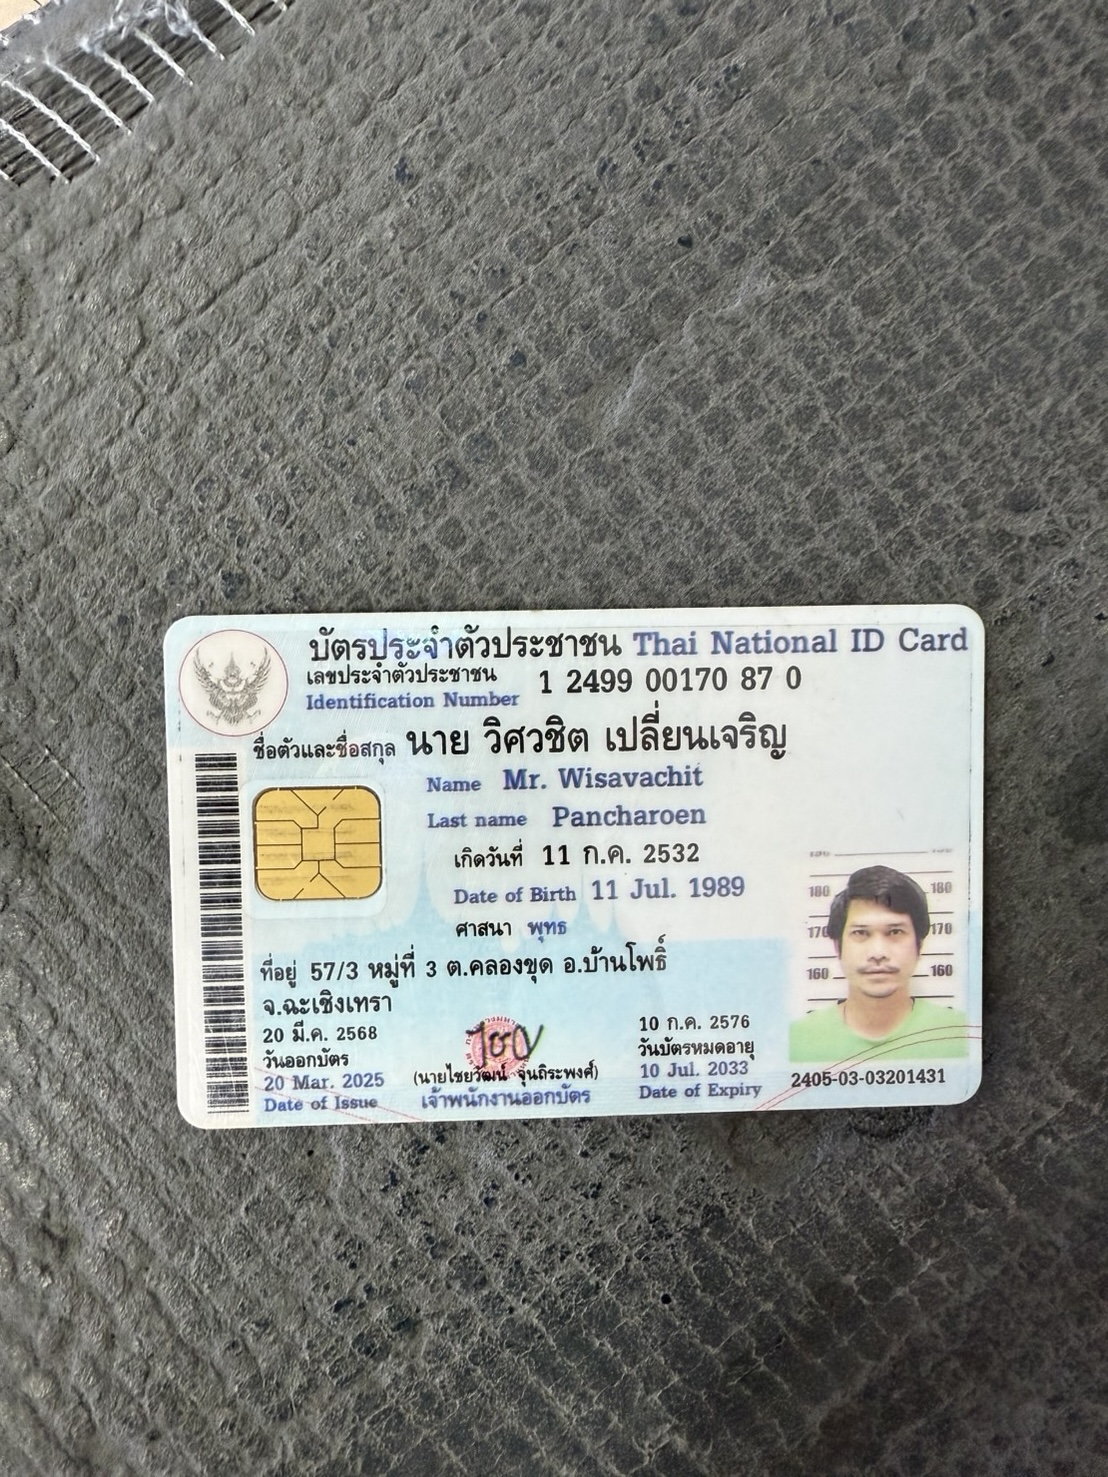 บัตรประจำตัวประชาชน Thai National ID Card
เลขประจำตัวประชาชน
Identification Number
1 2499 00170 87 0
ชื่อตัวและชื่อสกุล นาย วิศวชิต เปลี่ยนเจริญ
Name Mr. Wisavachit
Last name Pancharoen
เกิดวันที่ 11 ก.ค. 2532
Date of Birth 11 Jul. 1989
ศาสนา พุทธ
ที่อยู่ 57/3 หมู่ที่ 3 ต.คลองขุด อ.บ้านโพธิ์
จ.ฉะเชิงเทรา
20 มี.ค. 2568
วันออกบัตร
20 Mar. 2025
Date of Issue
(นายไชยวัฒน์ จุนถิระพงศ์)
เจ้าพนักงานออกบัตร
10 ก.ค. 2576
วันบัตรหมดอายุ
10 Jul. 2033
Date of Expiry
180 180
170 170
160 160
2405-03-03201431